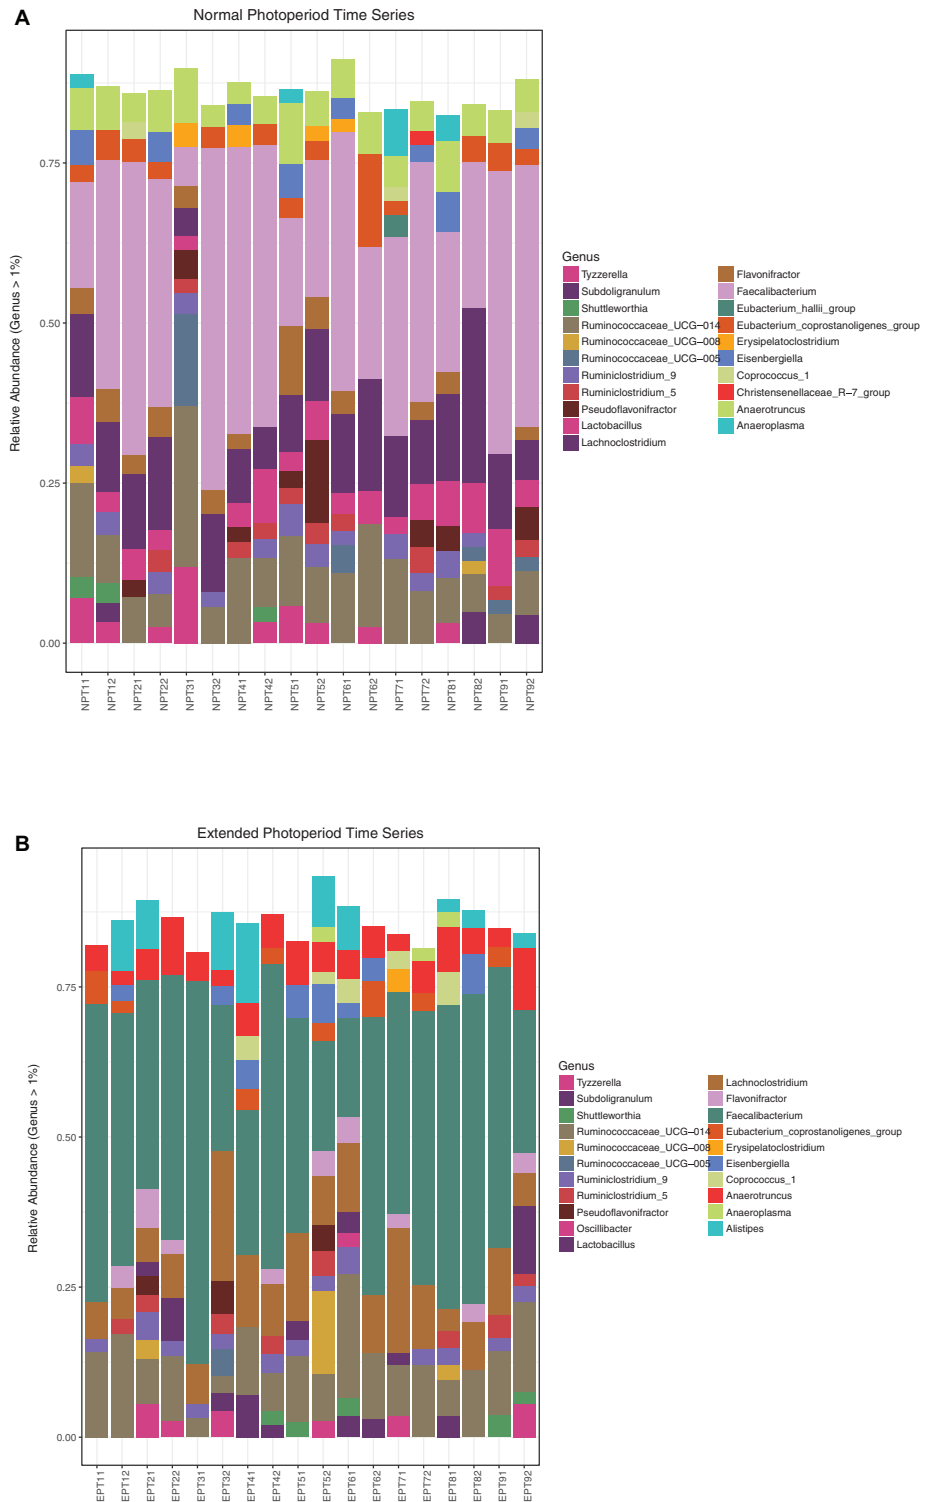 A
Normal Photoperiod Time Series
Relative Abundance (Genus > 1%)
0.75
0.50
0.25
0.00
NPT11
NPT12
NPT21
NPT22
NPT31
NPT32
NPT41
NPT42
NPT51
NPT52
NPT61
NPT62
NPT71
NPT72
NPT81
NPT82
NPT91
NPT92
Genus
Tyzzerella
Subdoligranulum
Shuttleworthia
Ruminococcaceae_UCG−014
Ruminococcaceae_UCG−008
Ruminococcaceae_UCG−005
Ruminiclostridium_9
Ruminiclostridium_5
Pseudoflavonifractor
Lactobacillus
Lachnoclostridium
Flavonifractor
Faecalibacterium
Eubacterium_hallii_group
Eubacterium_coprostanoligenes_group
Erysipelatoclostridium
Eisenbergiella
Coprococcus_1
Christensenellaceae_R−7_group
Anaerotruncus
Anaeroplasma
B
Extended Photoperiod Time Series
Relative Abundance (Genus > 1%)
0.75
0.50
0.25
0.00
EPT11
EPT12
EPT21
EPT22
EPT31
EPT32
EPT41
EPT42
EPT51
EPT52
EPT61
EPT62
EPT71
EPT72
EPT81
EPT82
EPT91
EPT92
Genus
Tyzzerella
Subdoligranulum
Shuttleworthia
Ruminococcaceae_UCG−014
Ruminococcaceae_UCG−008
Ruminococcaceae_UCG−005
Ruminiclostridium_9
Ruminiclostridium_5
Pseudoflavonifractor
Oscillibacter
Lactobacillus
Lachnoclostridium
Flavonifractor
Faecalibacterium
Eubacterium_coprostanoligenes_group
Erysipelatoclostridium
Eisenbergiella
Coprococcus_1
Anaerotruncus
Anaeroplasma
Alistipes